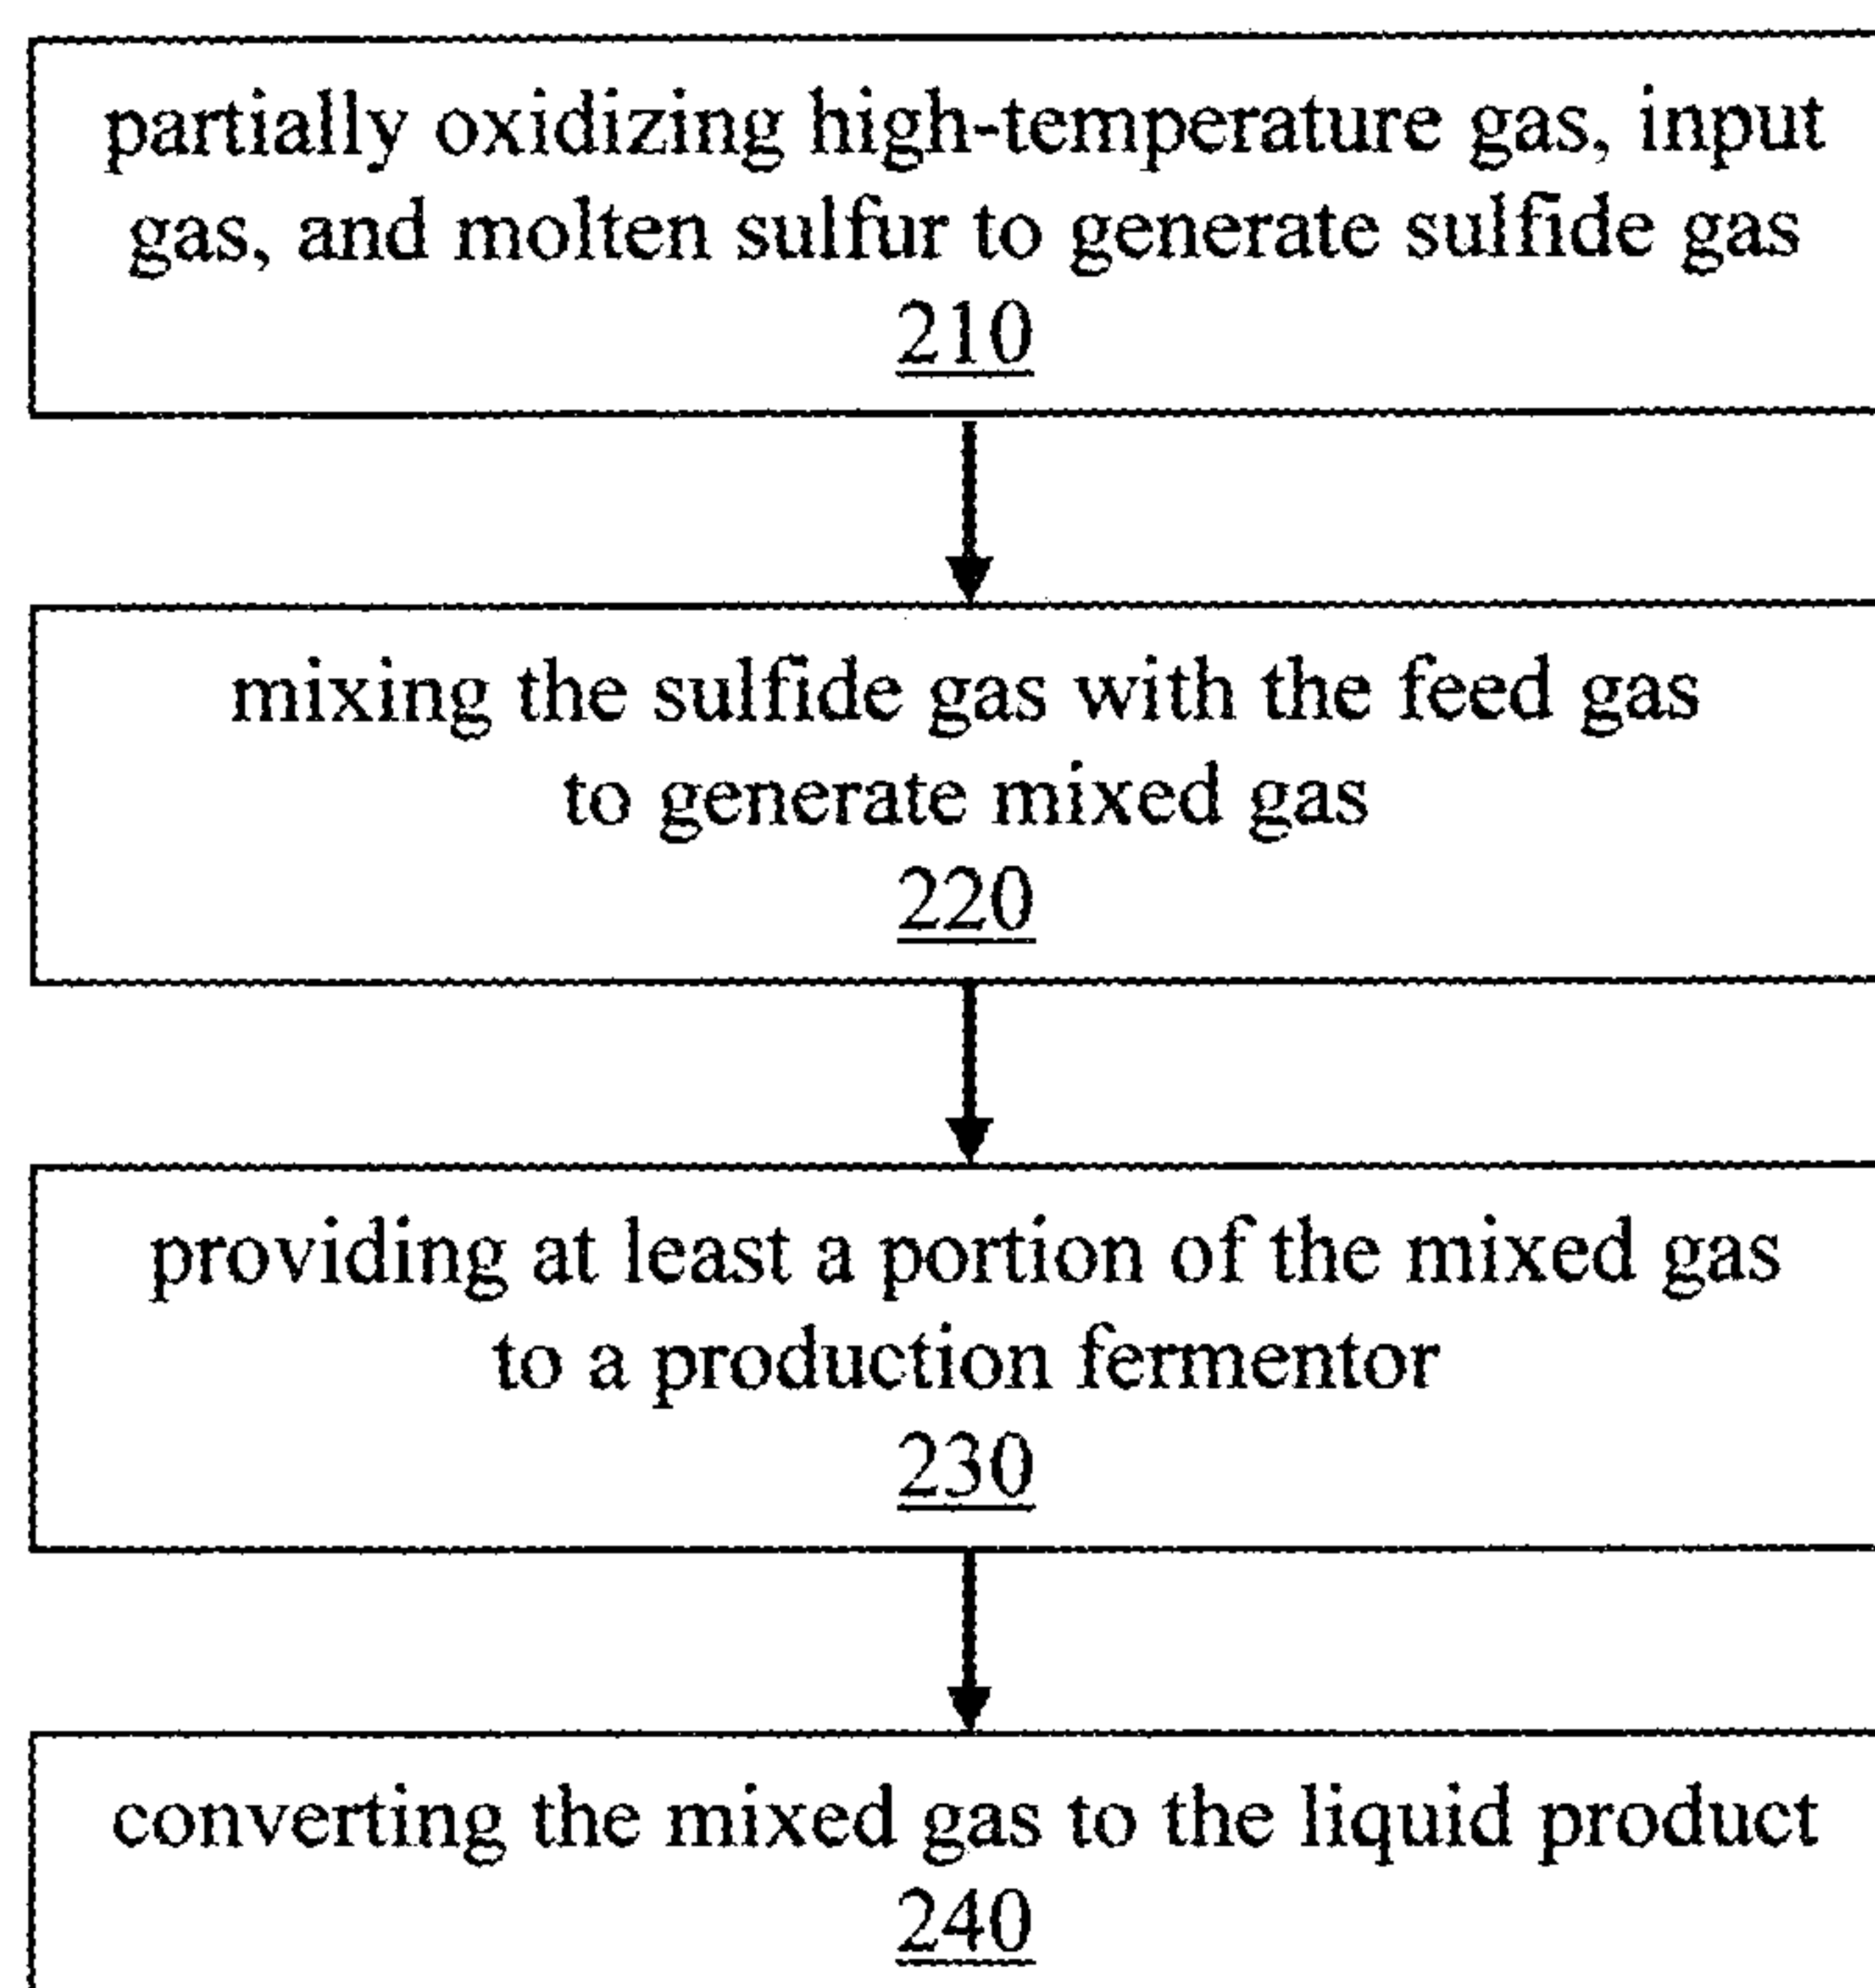 partially oxidizing high-temperature gas, input
gas, and molten sulfur to generate sulfide gas
210
mixing the sulfide gas with the feed gas
to generate mixed gas
220
providing at least a portion of the mixed gas
to a production fermentor
230
converting the mixed gas to the liquid product
240